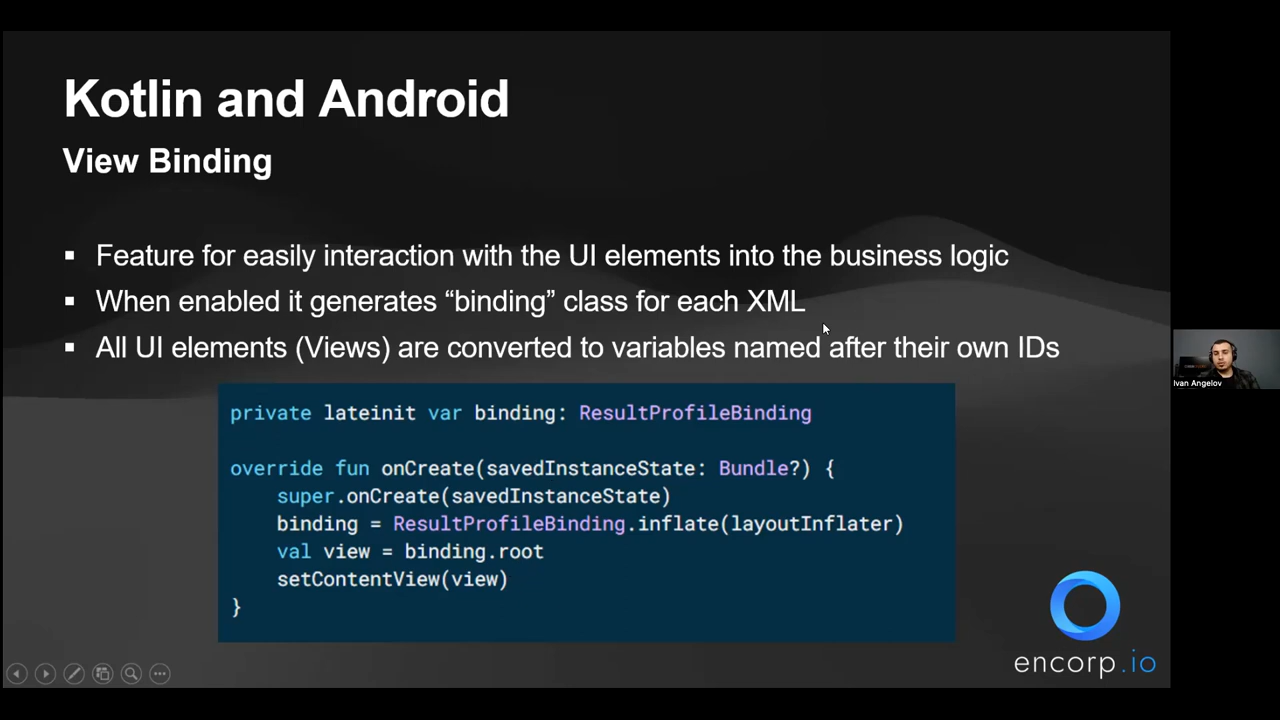 Kotlin and Android
View Binding
▪ Feature for easily interaction with the UI elements into the business logic
▪ When enabled it generates “binding” class for each XML
▪ All UI elements (Views) are converted to variables named after their own IDs
private lateinit var binding: ResultProfileBinding
override fun onCreate(savedInstanceState: Bundle?) {
    super.onCreate(savedInstanceState)
    binding = ResultProfileBinding.inflate(layoutInflater)
    val view = binding.root
    setContentView(view)
}
Ivan Angelov
encorp.io